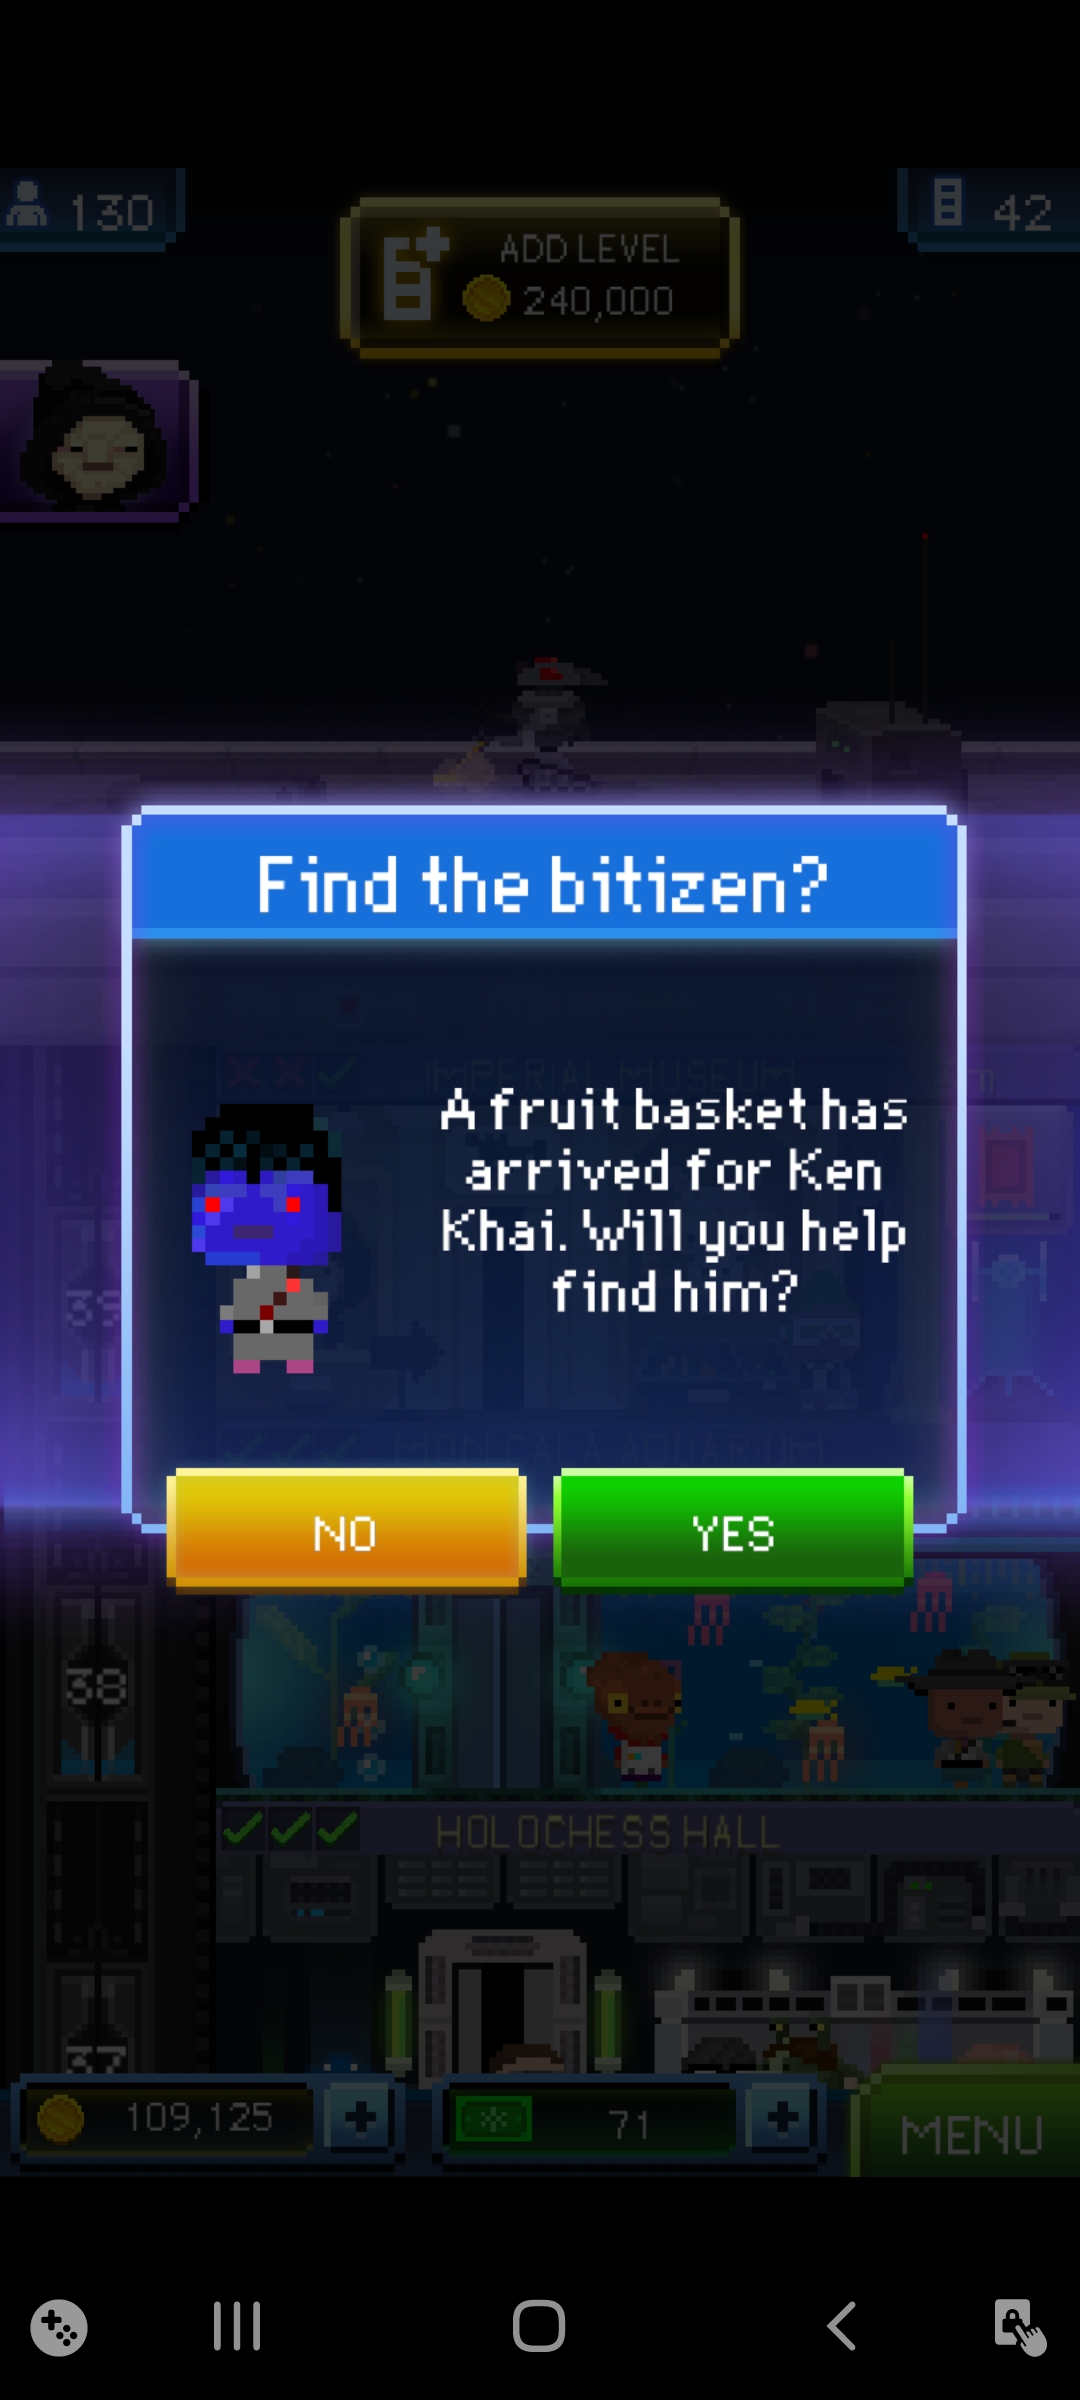 130
42
ADD LEVEL
240,000
Find the bitizen?
IMPERIAL MUSEUM
A fruit basket has
arrived for Ken
Khai. Will you help
find him?
39
MON CALA AQUARIUM
NO
YES
38
HOLOCHESS HALL
37
109,125
71
MENU